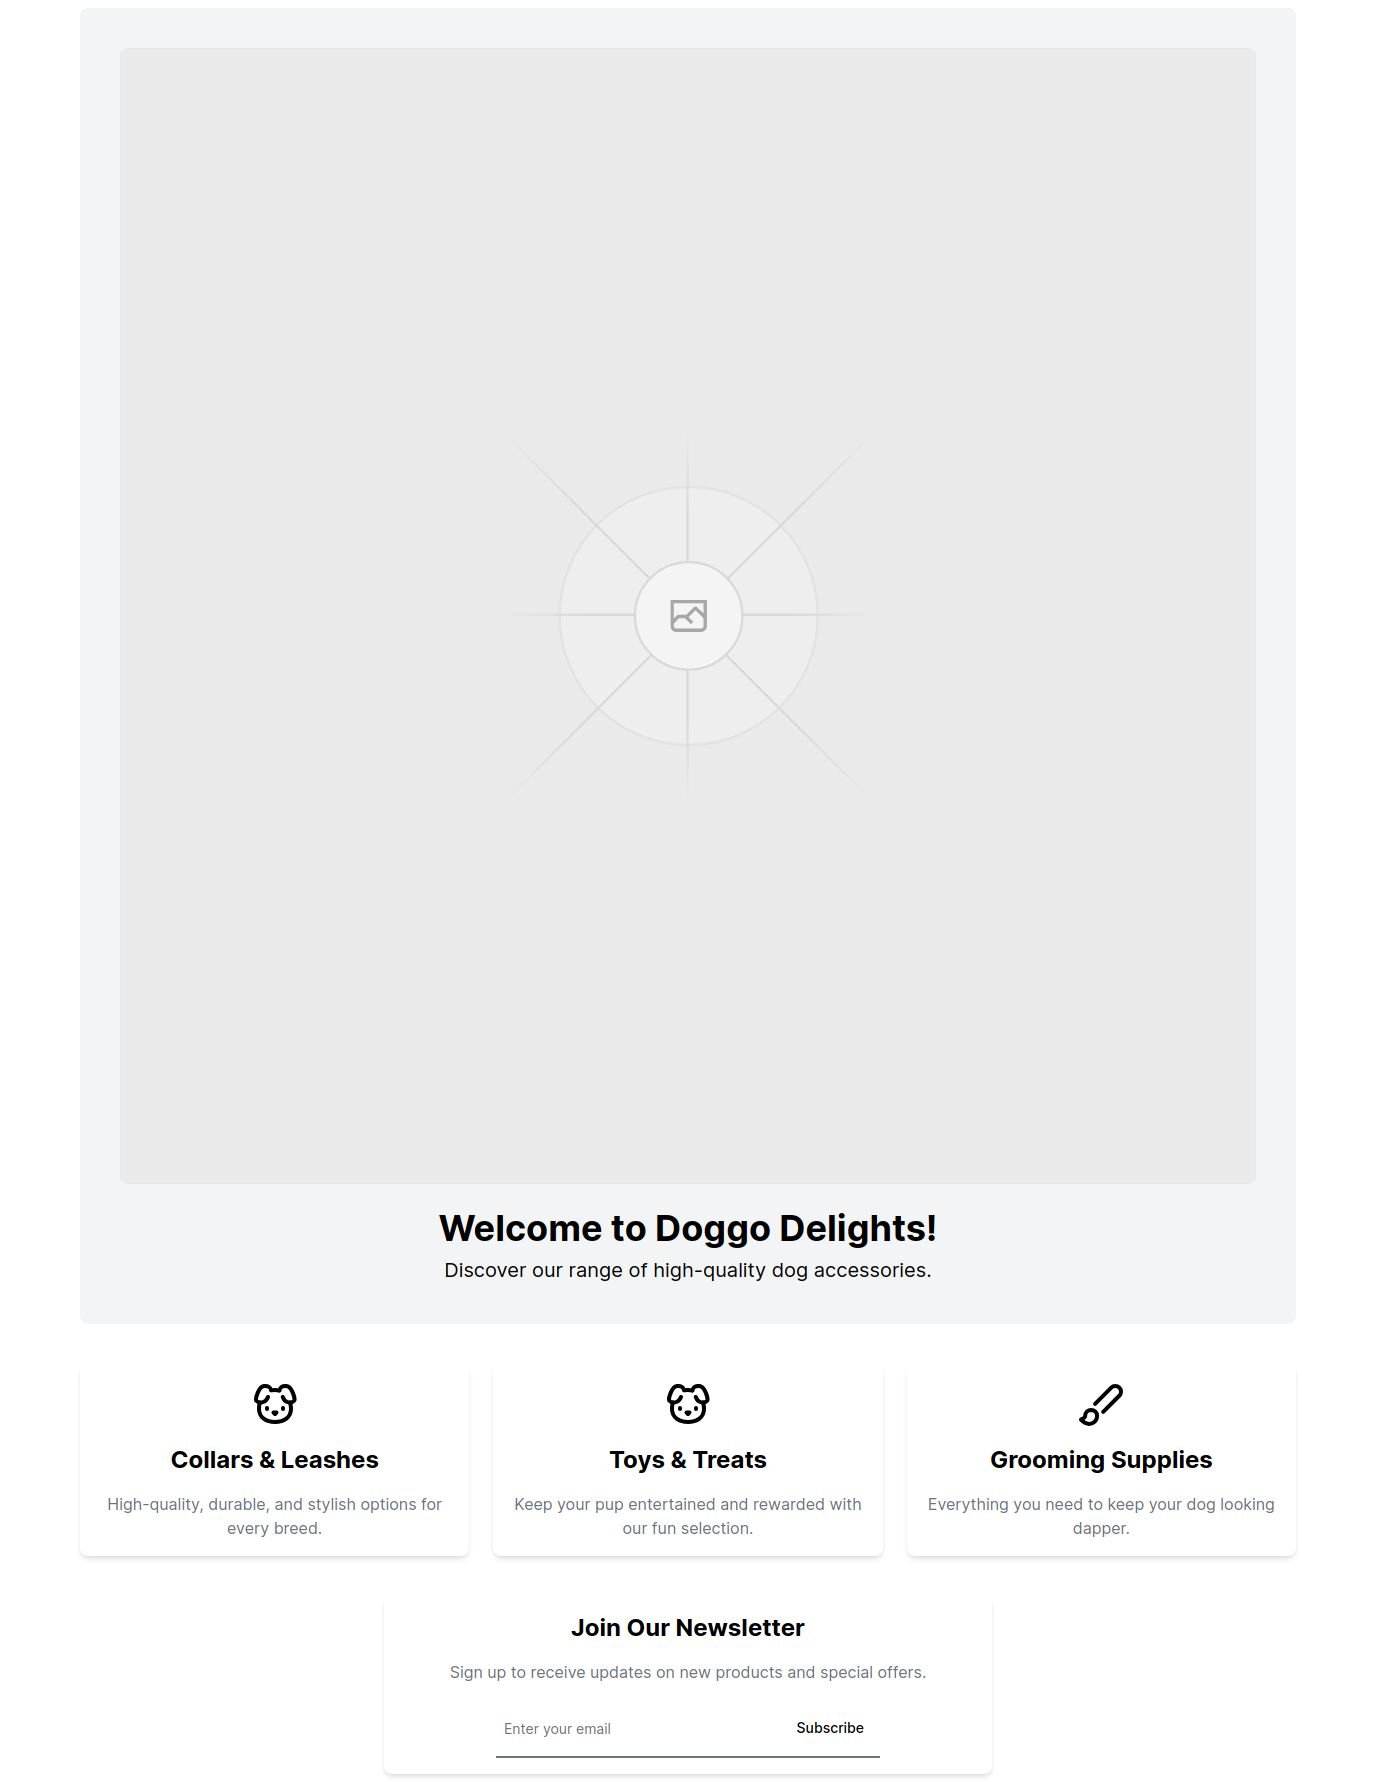 Welcome to Doggo Delights!
Discover our range of high-quality dog accessories.
Collars & Leashes
High-quality, durable, and stylish options for
every breed.
Toys & Treats
Keep your pup entertained and rewarded with
our fun selection.
Grooming Supplies
Everything you need to keep your dog looking
dapper.
Join Our Newsletter
Sign up to receive updates on new products and special offers.
Enter your email
Subscribe